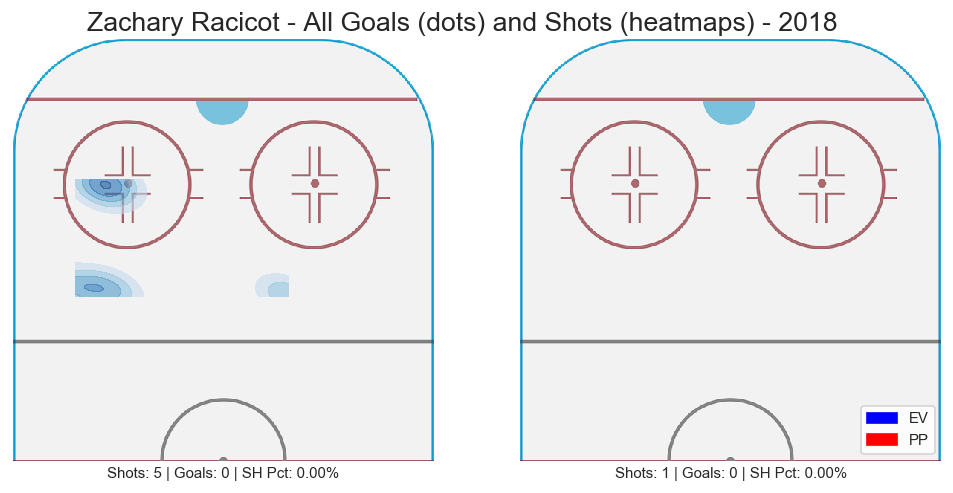 Zachary Racicot - All Goals (dots) and Shots (heatmaps) - 2018
EV
PP
Shots: 5 | Goals: 0 | SH Pct: 0.00%
Shots: 1 | Goals: 0 | SH Pct: 0.00%